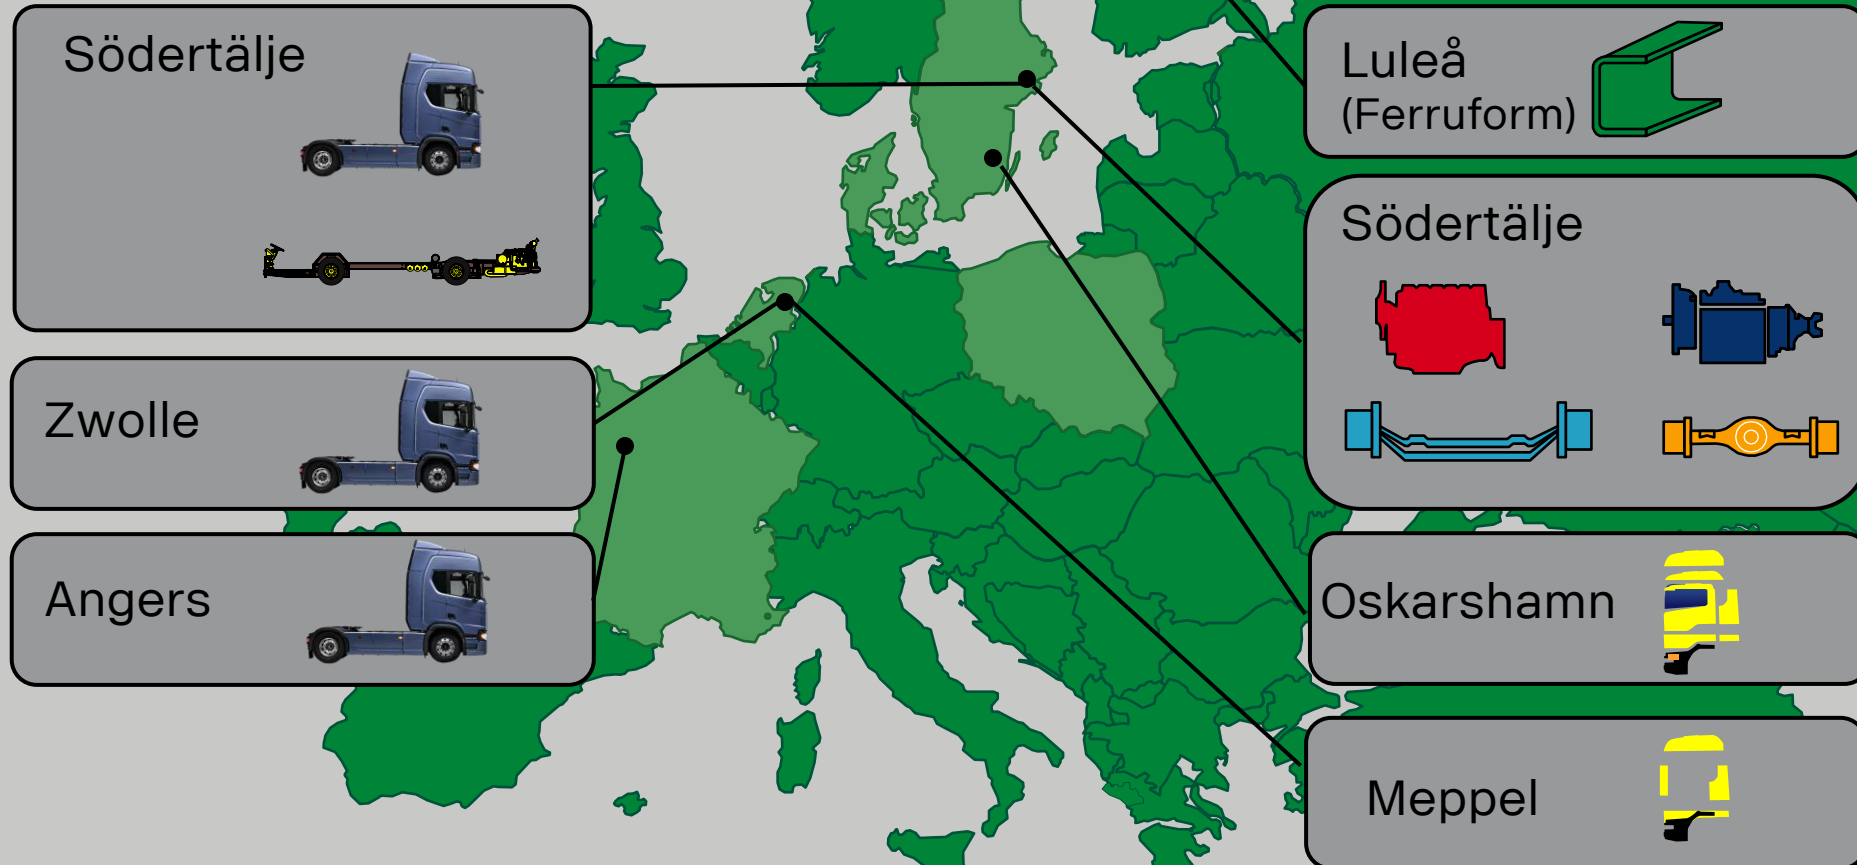 Södertälje
Zwolle
Angers
Luleå
(Ferruform)
Södertälje
Oskarshamn
Meppel